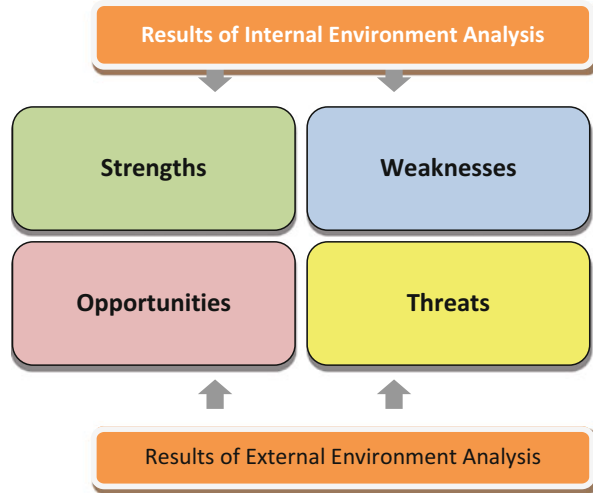 Results of Internal Environment Analysis
Strengths
Weaknesses
Opportunities
Threats
Results of External Environment Analysis